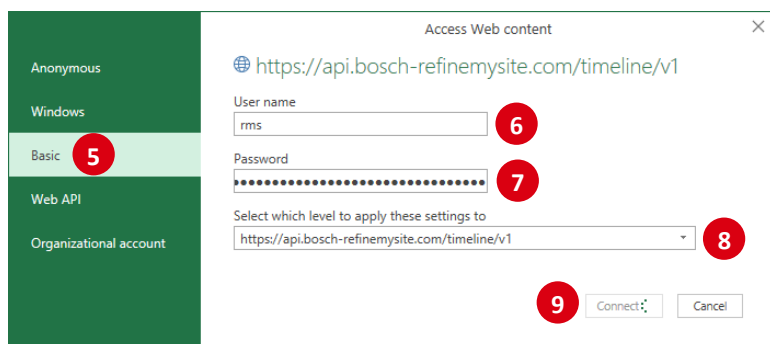 Access Web content
Anonymous
Windows
Basic 5
Web API
Organizational account
https://api.bosch-refinemysite.com/timeline/v1
User name
rms 6
Password
••••••••••••••••••••••••••••••••• 7
Select which level to apply these settings to
https://api.bosch-refinemysite.com/timeline/v1 8
9 Connect Cancel